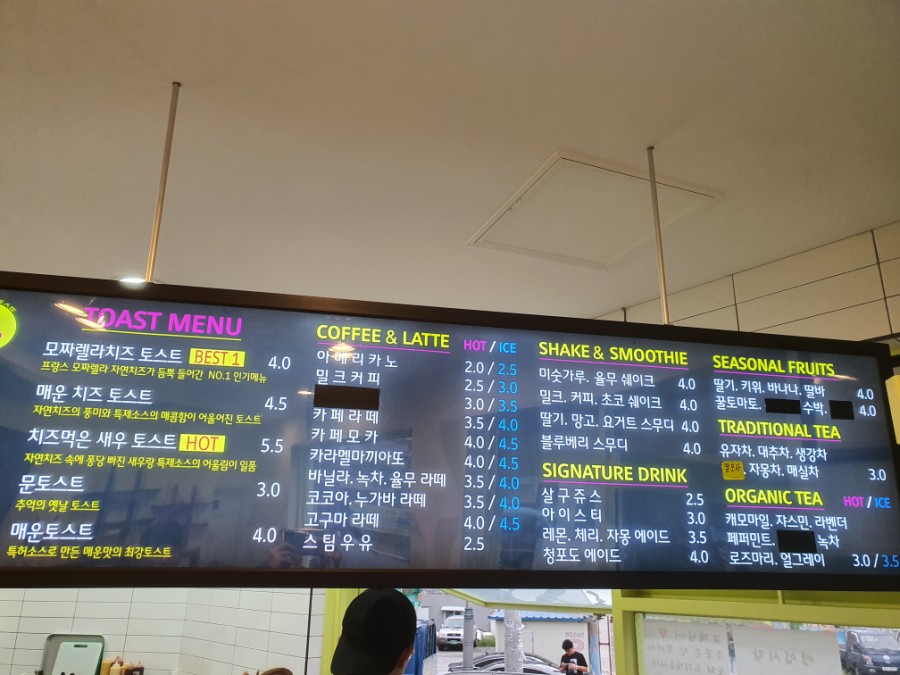 TOAST MENU
모짜렐라치즈 토스트 BEST 1 4.0
프랑스 모짜렐라 자연치즈가 듬뿍 들어간 NO.1 인기메뉴
매운 치즈 토스트 4.5
자연치즈의 풍미와 특제소스의 매콤함이 어울어진 토스트
치즈먹은 새우 토스트 HOT 5.5
자연치즈 속에 퐁당 빠진 새우랑 특제소스의 어울림이 일품
문토스트 3.0
추억의 옛날 토스트
매운토스트 4.0
특허소스로 만든 매운맛의 최강토스트
COFFEE & LATTE HOT / ICE
아메리카노 2.0 / 2.5
밀크커피 2.5 / 3.0
3.0 / 3.5
카페라떼 3.5 / 4.0
카페모카 4.0 / 4.5
카라멜마끼아또 4.0 / 4.5
바닐라. 녹차. 율무 라떼 3.5 / 4.0
코코아. 누가바 라떼 3.5 / 4.0
고구마 라떼 4.0 / 4.5
스팀우유 2.5
SHAKE & SMOOTHIE
미숫가루. 율무 쉐이크 4.0
밀크. 커피. 초코 쉐이크 4.0
딸기. 망고. 요거트 스무디 4.0
블루베리 스무디 4.0
SIGNATURE DRINK
살구쥬스 2.5
아이스티 3.0
레몬. 체리. 자몽 에이드 3.5
청포도 에이드 4.0
SEASONAL FRUITS
딸기. 키위. 바나나. 딸바 4.0
꿀토마토. 수박. 4.0
TRADITIONAL TEA
유자차. 대추차. 생강차
. 자몽차. 매실차 3.0
ORGANIC TEA HOT / ICE
캐모마일. 쟈스민. 라벤더
페퍼민트. 녹차
로즈마리. 얼그레이 3.0 / 3.5